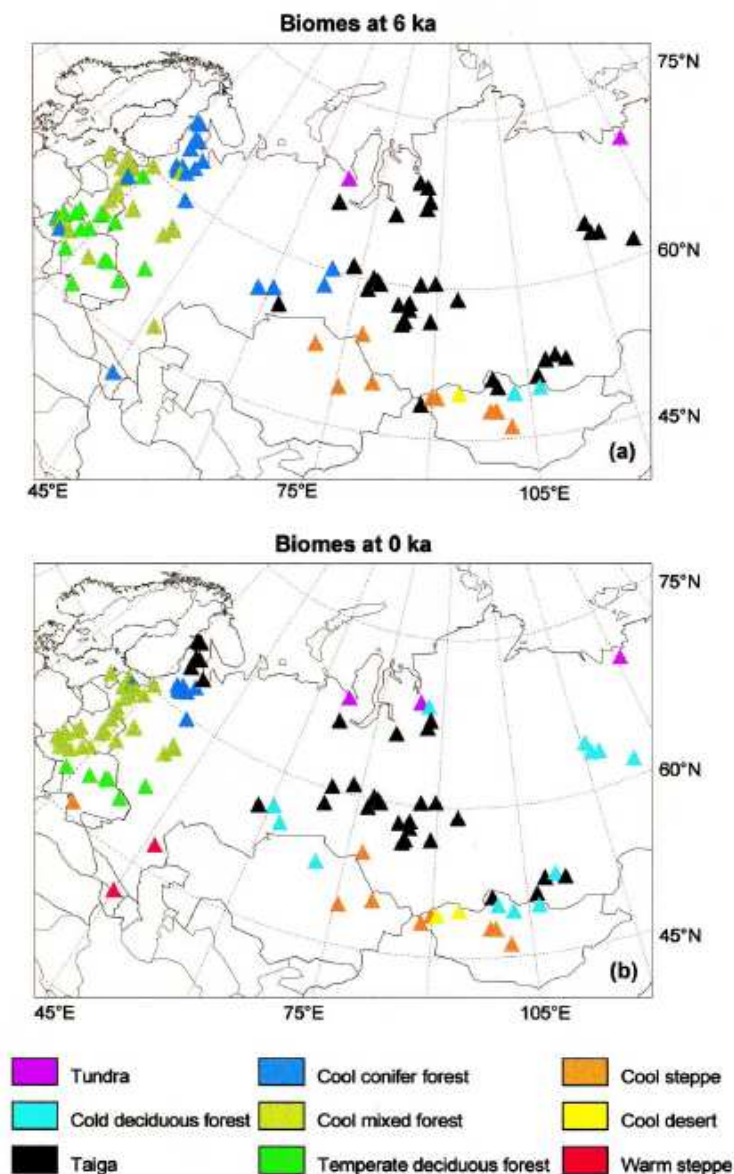 Biomes at 6 ka
75°N
60°N
45°N
(a)
45°E
75°E
105°E
Biomes at 0 ka
75°N
60°N
45°N
(b)
45°E
75°E
105°E
Tundra
Cool conifer forest
Cool steppe
Cold deciduous forest
Cool mixed forest
Cool desert
Taiga
Temperate deciduous forest
Warm steppe